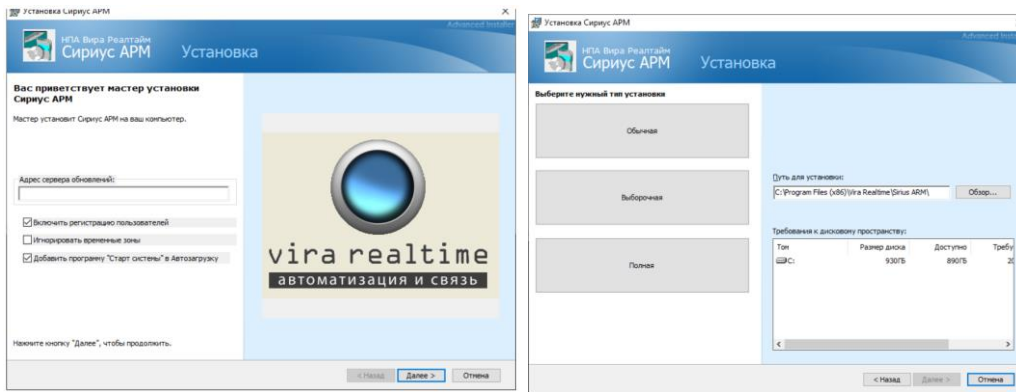 Установка Сириус АРМ
Advanced Installer
НПА Вира Реалтайм
Сириус АРМ
Установка
Вас приветствует мастер установки
Сириус АРМ
Мастер установит Сириус АРМ на ваш компьютер.
Адрес сервера обновлений:
Включить регистрацию пользователей
Игнорировать временные зоны
Добавить программу "Старт системы" в Автозагрузку
Нажмите кнопку "Далее", чтобы продолжить.
vira realtime
автоматизация и связь
< Назад
Далее >
Отмена
Установка Сириус АРМ
Advanced Insta
НПА Вира Реалтайм
Сириус АРМ
Установка
Выберите нужный тип установки
Обычная
Выборочная
Полная
Путь для установки:
C:\Program Files (x86)\Vira Realtime\Sirius ARM\
Обзор...
Требования к дисковому пространству:
Том Размер диска Доступно Требу
C: 930ГБ 890ГБ 20
< Назад
Далее >
Отмена